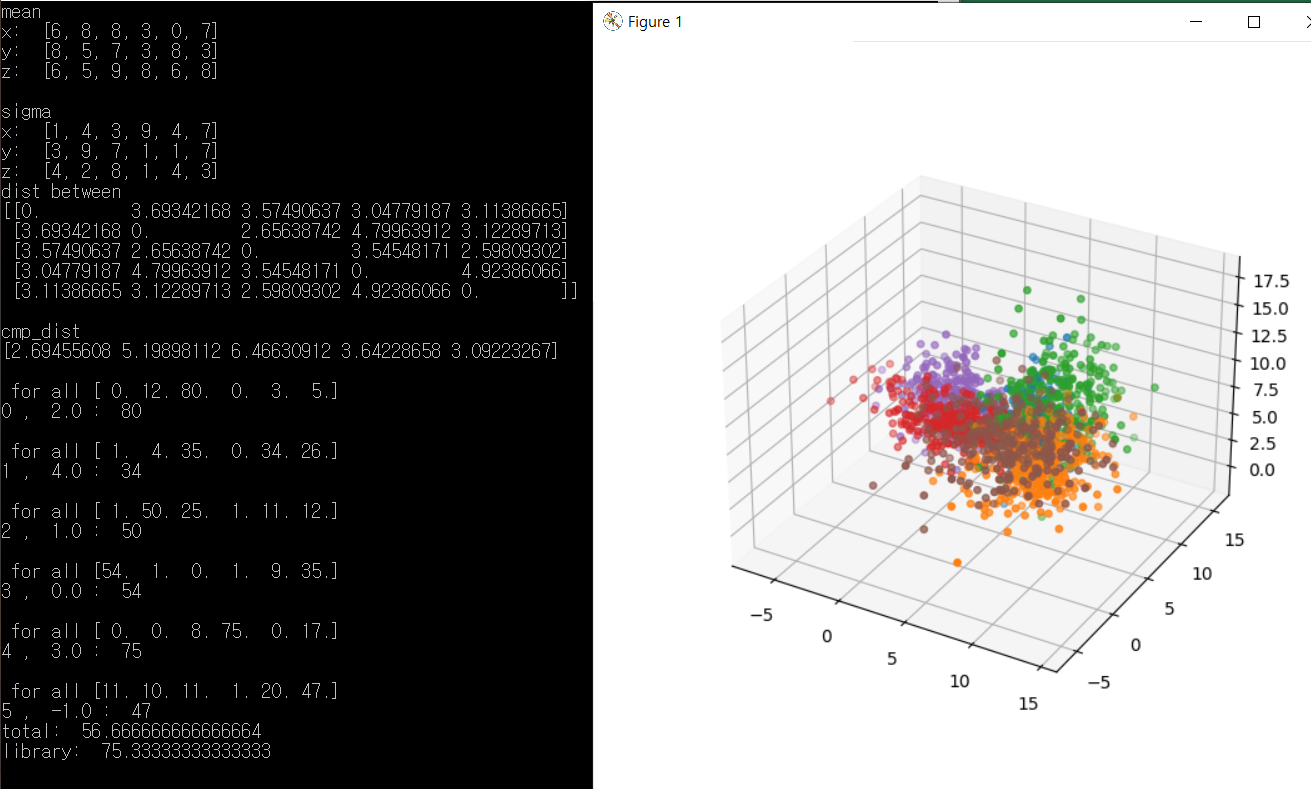 mean
x:  [6, 8, 8, 3, 0, 7]
y:  [8, 5, 7, 3, 8, 3]
z:  [6, 5, 9, 8, 6, 8]
sigma
x:  [1, 4, 3, 9, 4, 7]
y:  [3, 9, 7, 1, 1, 7]
z:  [4, 2, 8, 1, 4, 3]
dist between
[[0.         3.69342168 3.57490637 3.04779187 3.11386665]
 [3.69342168 0.         2.65638742 4.79963912 3.12289713]
 [3.57490637 2.65638742 0.         3.54548171 2.59809302]
 [3.04779187 4.79963912 3.54548171 0.         4.92386066]
 [3.11386665 3.12289713 2.59809302 4.92386066 0.        ]]
cmp_dist
[2.69455608 5.19898112 6.46630912 3.64228658 3.09223267]
 for all [ 0. 12. 80.  0.  3.  5.]
0 ,  2.0 :  80
 for all [ 1.  4. 35.  0. 34. 26.]
1 ,  4.0 :  34
 for all [ 1. 50. 25.  1. 11. 12.]
2 ,  1.0 :  50
 for all [54.  1.  0.  1.  9. 35.]
3 ,  0.0 :  54
 for all [ 0.  0.  8. 75.  0. 17.]
4 ,  3.0 :  75
 for all [11. 10. 11.  1. 20. 47.]
5 ,  -1.0 :  47
total:  56.666666666666664
library:  75.33333333333333
Figure 1
17.5
15.0
12.5
10.0
7.5
5.0
2.5
0.0
15
10
5
0
−5
−5
0
5
10
15